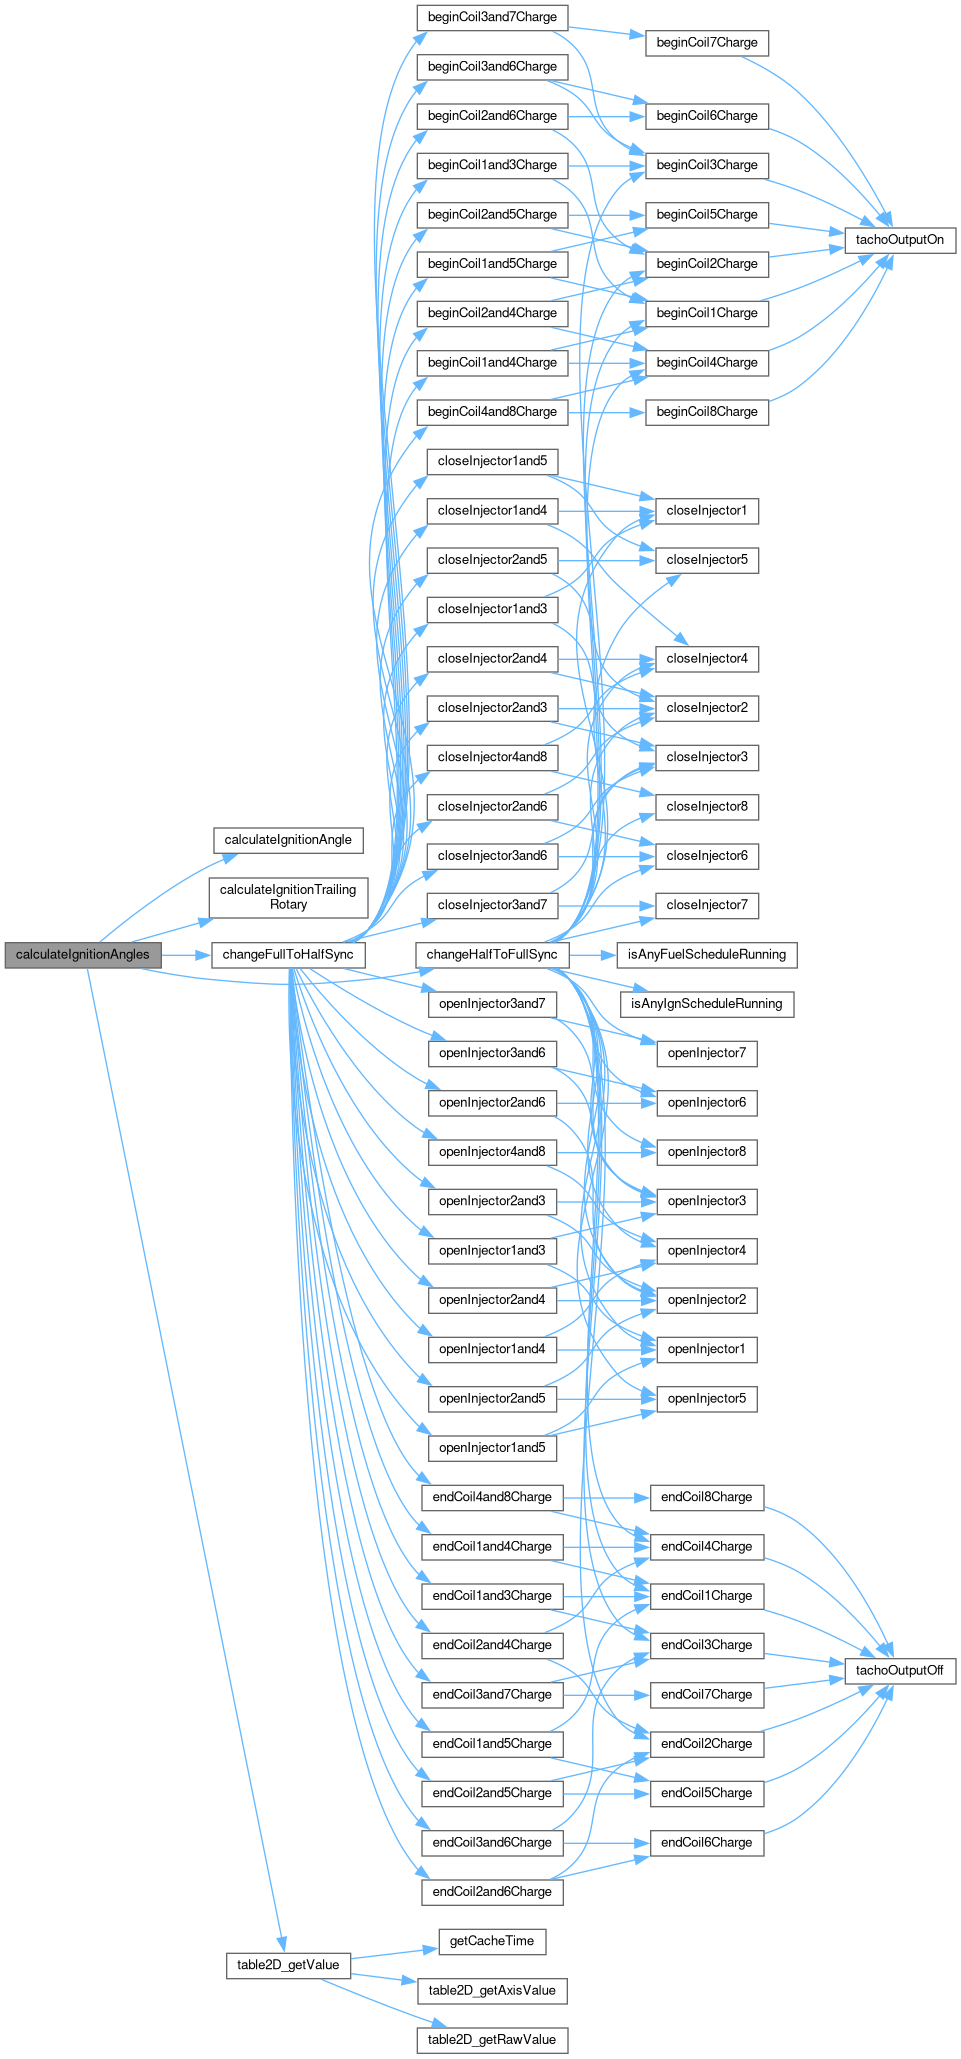 beginCoil3and7Charge
beginCoil7Charge
beginCoil3and6Charge
beginCoil2and6Charge
beginCoil6Charge
beginCoil1and3Charge
beginCoil3Charge
beginCoil2and5Charge
beginCoil5Charge
tachoOutputOn
beginCoil1and5Charge
beginCoil2Charge
beginCoil2and4Charge
beginCoil1Charge
beginCoil1and4Charge
beginCoil4Charge
beginCoil4and8Charge
beginCoil8Charge
closeInjector1and5
closeInjector1and4
closeInjector1
closeInjector2and5
closeInjector5
closeInjector1and3
closeInjector2and4
closeInjector4
closeInjector2and3
closeInjector2
closeInjector4and8
closeInjector3
closeInjector2and6
closeInjector8
calculateIgnitionAngle
closeInjector3and6
closeInjector6
calculateIgnitionTrailing
Rotary
closeInjector3and7
closeInjector7
calculateIgnitionAngles
changeFullToHalfSync
changeHalfToFullSync
isAnyFuelScheduleRunning
openInjector3and7
isAnyIgnScheduleRunning
openInjector3and6
openInjector7
openInjector2and6
openInjector6
openInjector4and8
openInjector8
openInjector2and3
openInjector3
openInjector1and3
openInjector4
openInjector2and4
openInjector2
openInjector1and4
openInjector1
openInjector2and5
openInjector5
openInjector1and5
endCoil4and8Charge
endCoil8Charge
endCoil1and4Charge
endCoil4Charge
endCoil1and3Charge
endCoil1Charge
endCoil2and4Charge
endCoil3Charge
tachoOutputOff
endCoil3and7Charge
endCoil7Charge
endCoil1and5Charge
endCoil2Charge
endCoil2and5Charge
endCoil5Charge
endCoil3and6Charge
endCoil6Charge
endCoil2and6Charge
getCacheTime
table2D_getValue
table2D_getAxisValue
table2D_getRawValue